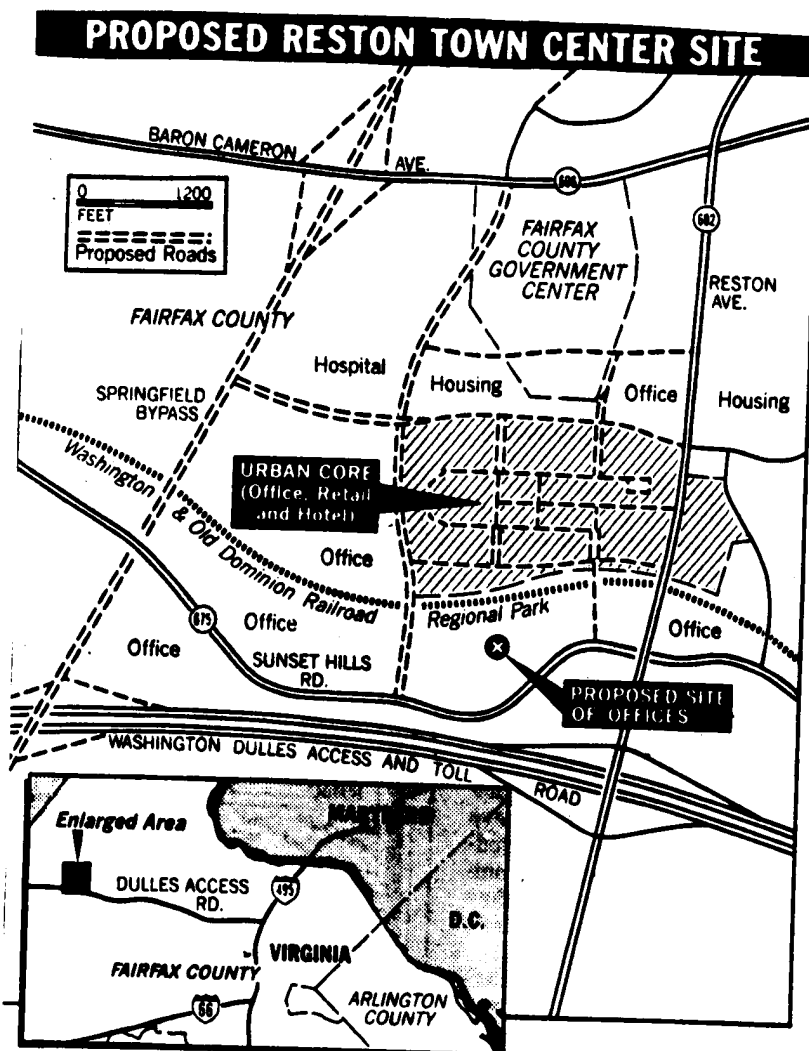 PROPOSED RESTON TOWN CENTER SITE
BARON CAMERON
AVE.
606
602
0 1200
FEET
Proposed Roads
FAIRFAX
COUNTY
GOVERNMENT
CENTER
RESTON
AVE.
FAIRFAX COUNTY
Hospital
Housing
Office
Housing
SPRINGFIELD
BYPASS
URBAN CORE
(Office, Retail
and Hotel)
Washington & Old Dominion Railroad
Regional Park
Office
Office
Office
Office
675
SUNSET HILLS
RD.
PROPOSED SITE
OF OFFICES
WASHINGTON DULLES ACCESS AND TOLL
ROAD
Enlarged Area
MARYLAND
495
DULLES ACCESS
RD.
D.C.
VIRGINIA
FAIRFAX COUNTY
66
ARLINGTON
COUNTY